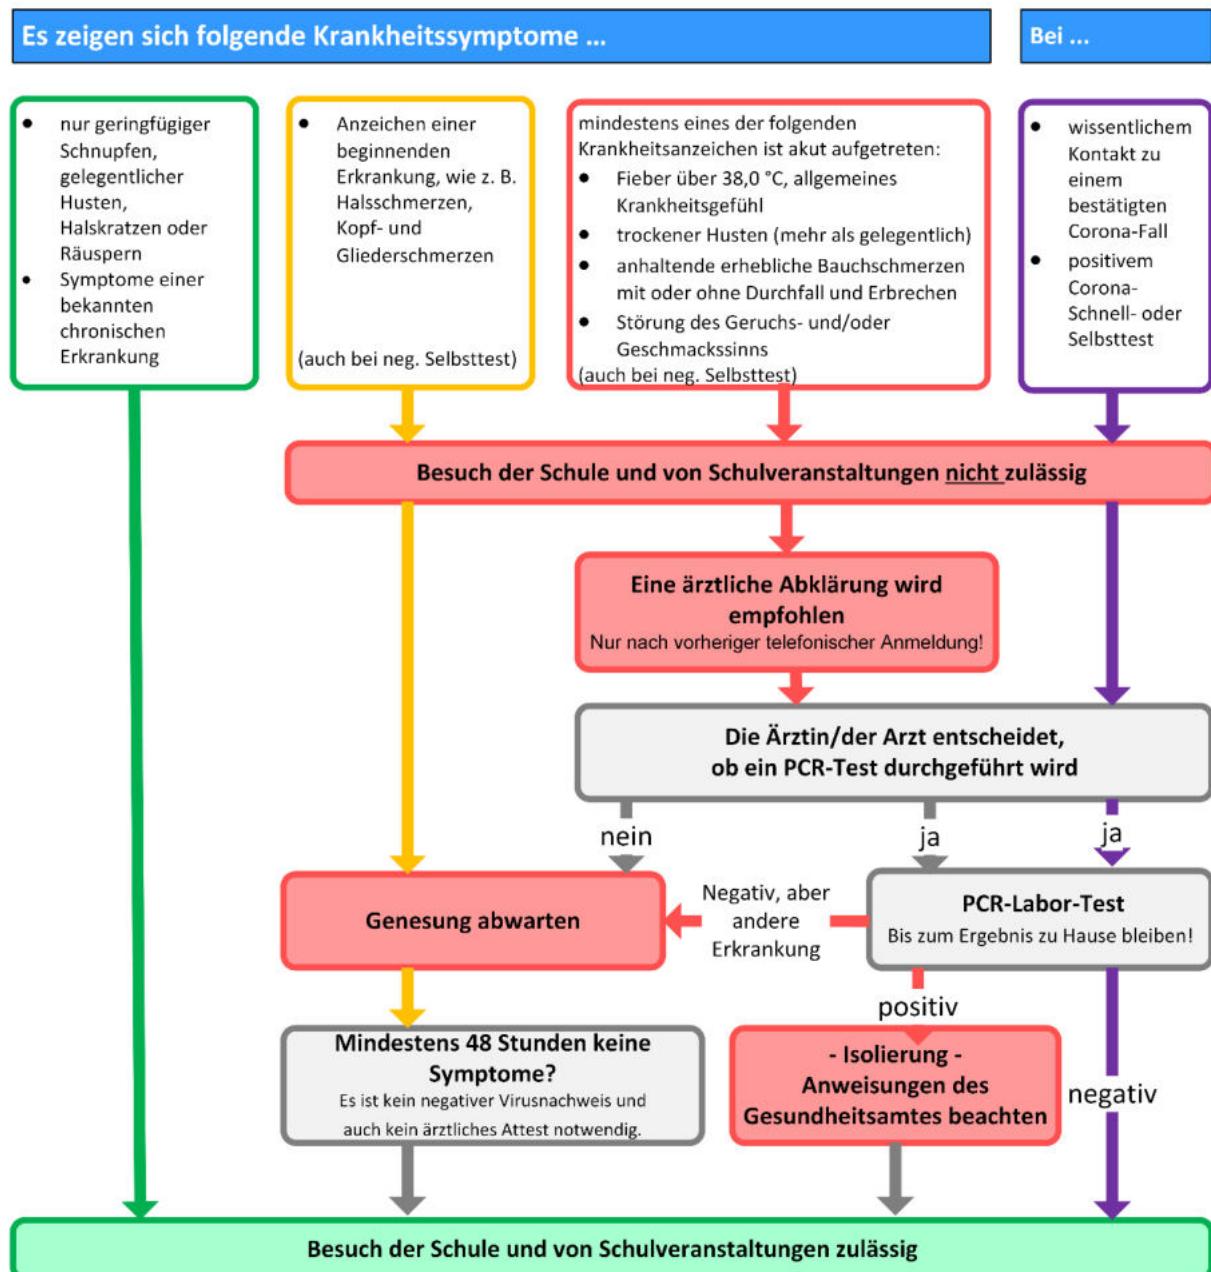 Es zeigen sich folgende Krankheitssymptome ...
Bei ...
● nur geringfügiger
Schnupfen,
gelegentlicher
Husten,
Halskratzen oder
Räuspern
● Symptome einer
bekannten
chronischen
Erkrankung
● Anzeichen einer
beginnenden
Erkrankung, wie z. B.
Halsschmerzen,
Kopf- und
Gliederschmerzen
(auch bei neg. Selbsttest)
mindestens eines der folgenden
Krankheitsanzeichen ist akut aufgetreten:
● Fieber über 38,0 °C, allgemeines
Krankheitsgefühl
● trockener Husten (mehr als gelegentlich)
● anhaltende erhebliche Bauchschmerzen
mit oder ohne Durchfall und Erbrechen
● Störung des Geruchs- und/oder
Geschmackssinns
(auch bei neg. Selbsttest)
● wissentlichem
Kontakt zu
einem
bestätigten
Corona-Fall
● positivem
Corona-
Schnell- oder
Selbsttest
Besuch der Schule und von Schulveranstaltungen nicht zulässig
Eine ärztliche Abklärung wird
empfohlen
Nur nach vorheriger telefonischer Anmeldung!
Die Ärztin/der Arzt entscheidet,
ob ein PCR-Test durchgeführt wird
nein
ja
ja
Genesung abwarten
Negativ, aber
andere
Erkrankung
PCR-Labor-Test
Bis zum Ergebnis zu Hause bleiben!
positiv
negativ
Mindestens 48 Stunden keine
Symptome?
Es ist kein negativer Virusnachweis und
auch kein ärztliches Attest notwendig.
- Isolierung -
Anweisungen des
Gesundheitsamtes beachten
Besuch der Schule und von Schulveranstaltungen zulässig